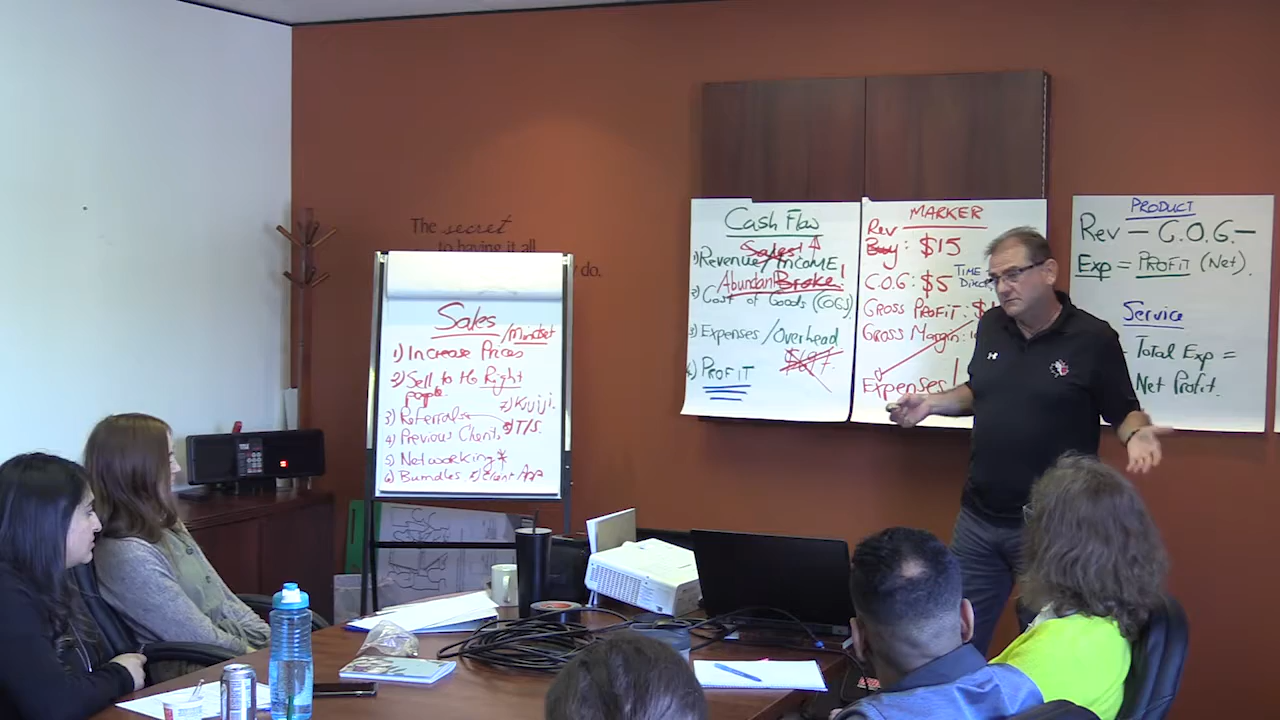 The secret
to having it all
do.
Sales
/Mindset
1) Increase Prices
2) Sell to the Right
people
7) Kijiji.
3) Referrals
8) T/S.
4) Previous Clients
5) Networking *
6) Bundles
Client App
Cash Flow
Sales!
1) Revenue/INCOME
Abundant Broke!
2) Cost of Goods (COGS)
3) Expenses/Overhead
4) PROFIT
MARKER
Rev
Buy: $15
C.O.G: $5
TIME
GROSS PROFIT: $
GROSS Margin:
Expenses!
PRODUCT
Rev - C.O.G. -
Exp = PROFIT (Net).
Service
Total Exp =
Net Profit.